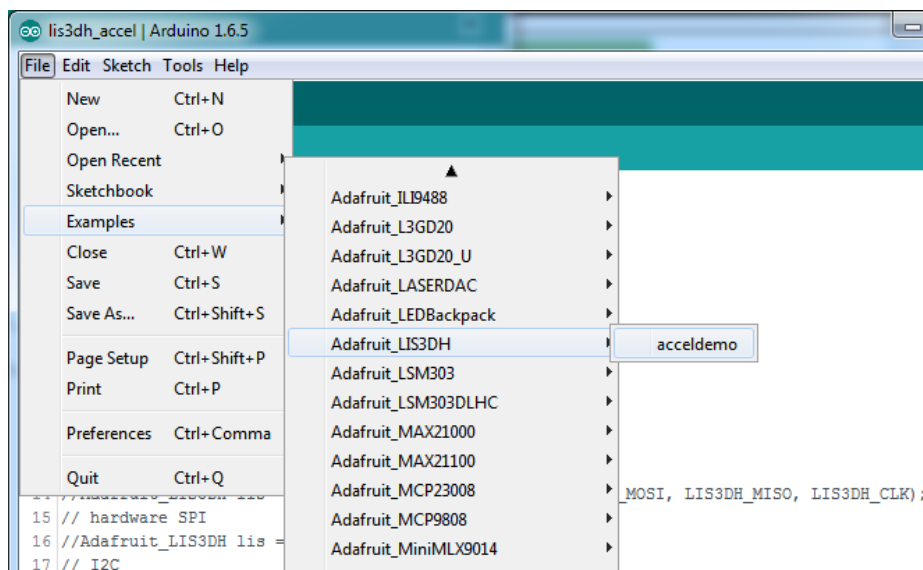 lis3dh_accel | Arduino 1.6.5
File Edit Sketch Tools Help
New Ctrl+N
Open... Ctrl+O
Open Recent
Sketchbook
Examples
Close Ctrl+W
Save Ctrl+S
Save As... Ctrl+Shift+S
Page Setup Ctrl+Shift+P
Print Ctrl+P
Preferences Ctrl+Comma
Quit Ctrl+Q
Adafruit_ILI9488
Adafruit_L3GD20
Adafruit_L3GD20_U
Adafruit_LASERDAC
Adafruit_LEDBackpack
Adafruit_LIS3DH
Adafruit_LSM303
Adafruit_LSM303DLHC
Adafruit_MAX21000
Adafruit_MAX21100
Adafruit_MCP23008
Adafruit_MCP9808
Adafruit_MiniMLX9014
acceldemo
_MOSI, LIS3DH_MISO, LIS3DH_CLK);
15 // hardware SPI
16 //Adafruit_LIS3DH lis =
17 // I2C